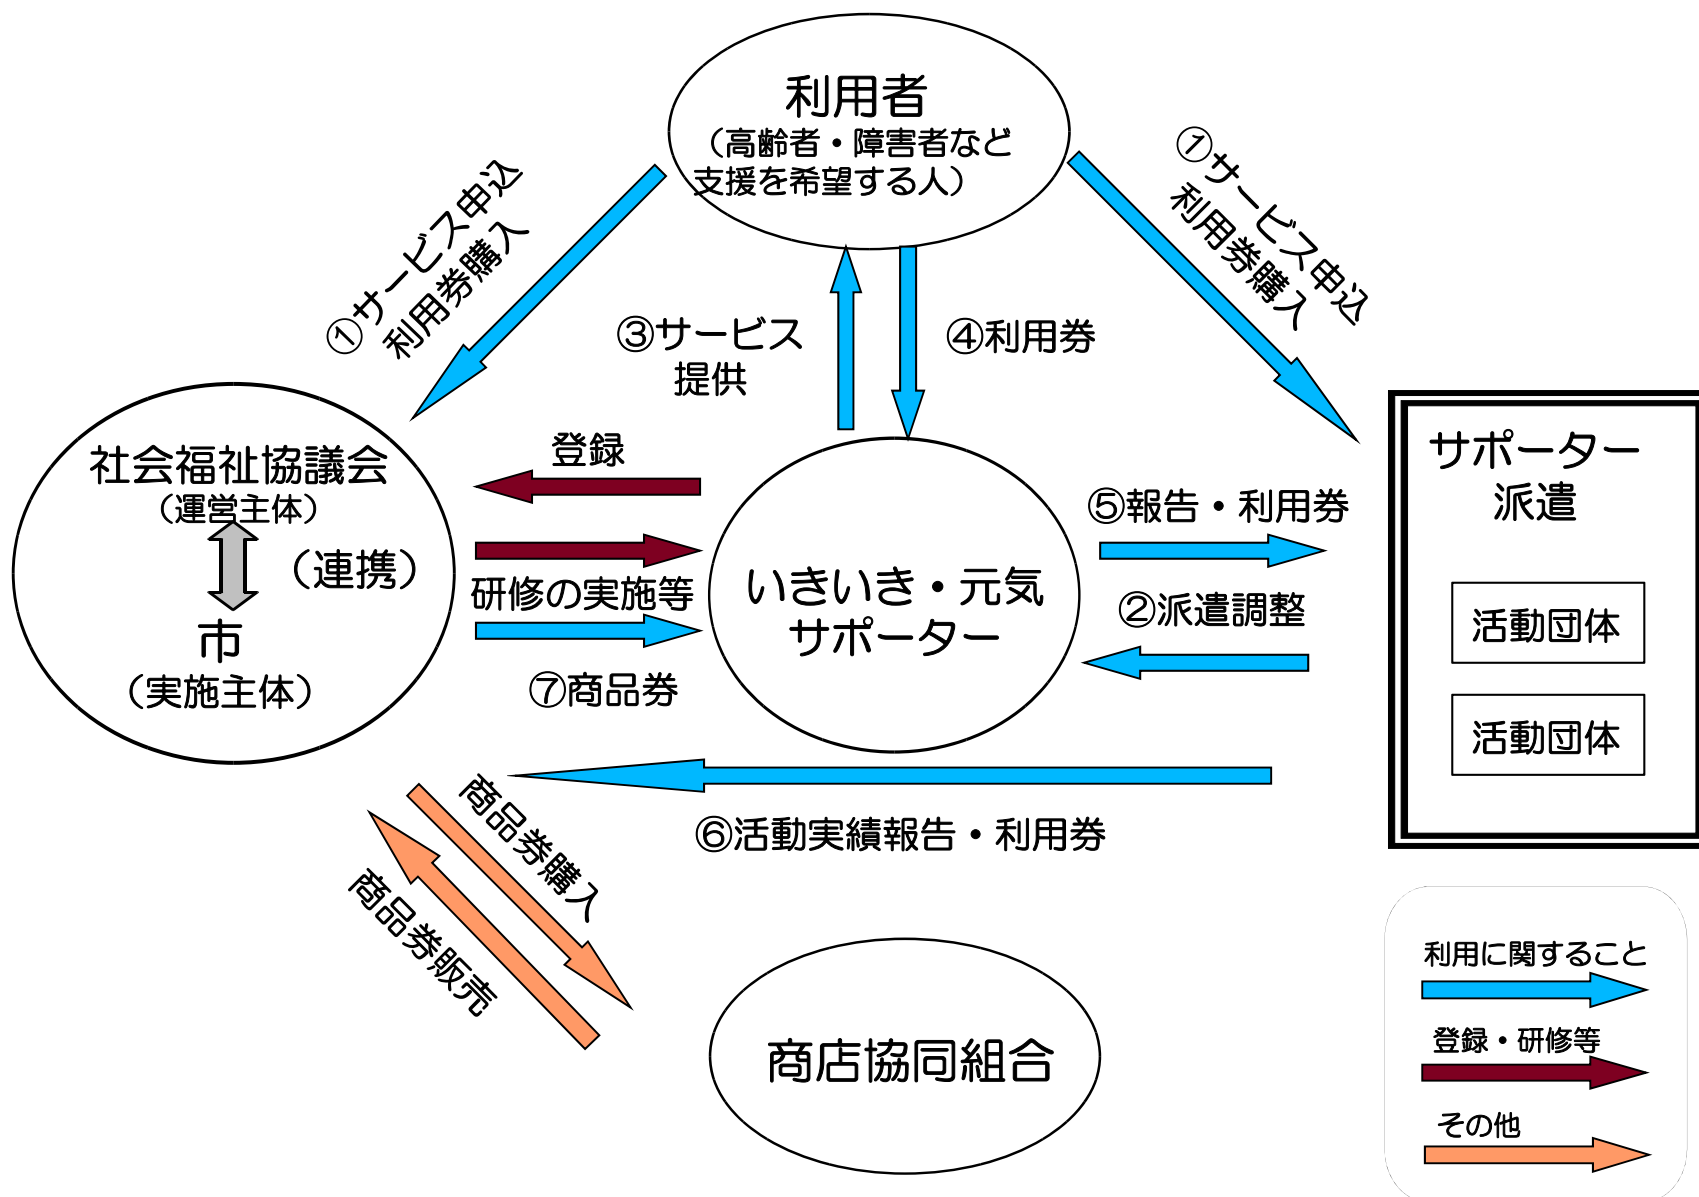 利用者
（高齢者・障害者など
支援を希望する人）
①サービス申込
利用券購入
①サービス申込
利用券購入
③サービス
提供
④利用券
社会福祉協議会
（運営主体）
（連携）
市
（実施主体）
登録
研修の実施等
⑦商品券
いきいき・元気
サポーター
⑤報告・利用券
②派遣調整
サポーター
派遣
活動団体
活動団体
⑥活動実績報告・利用券
商品券購入
商品券販売
商店協同組合
利用に関すること
登録・研修等
その他